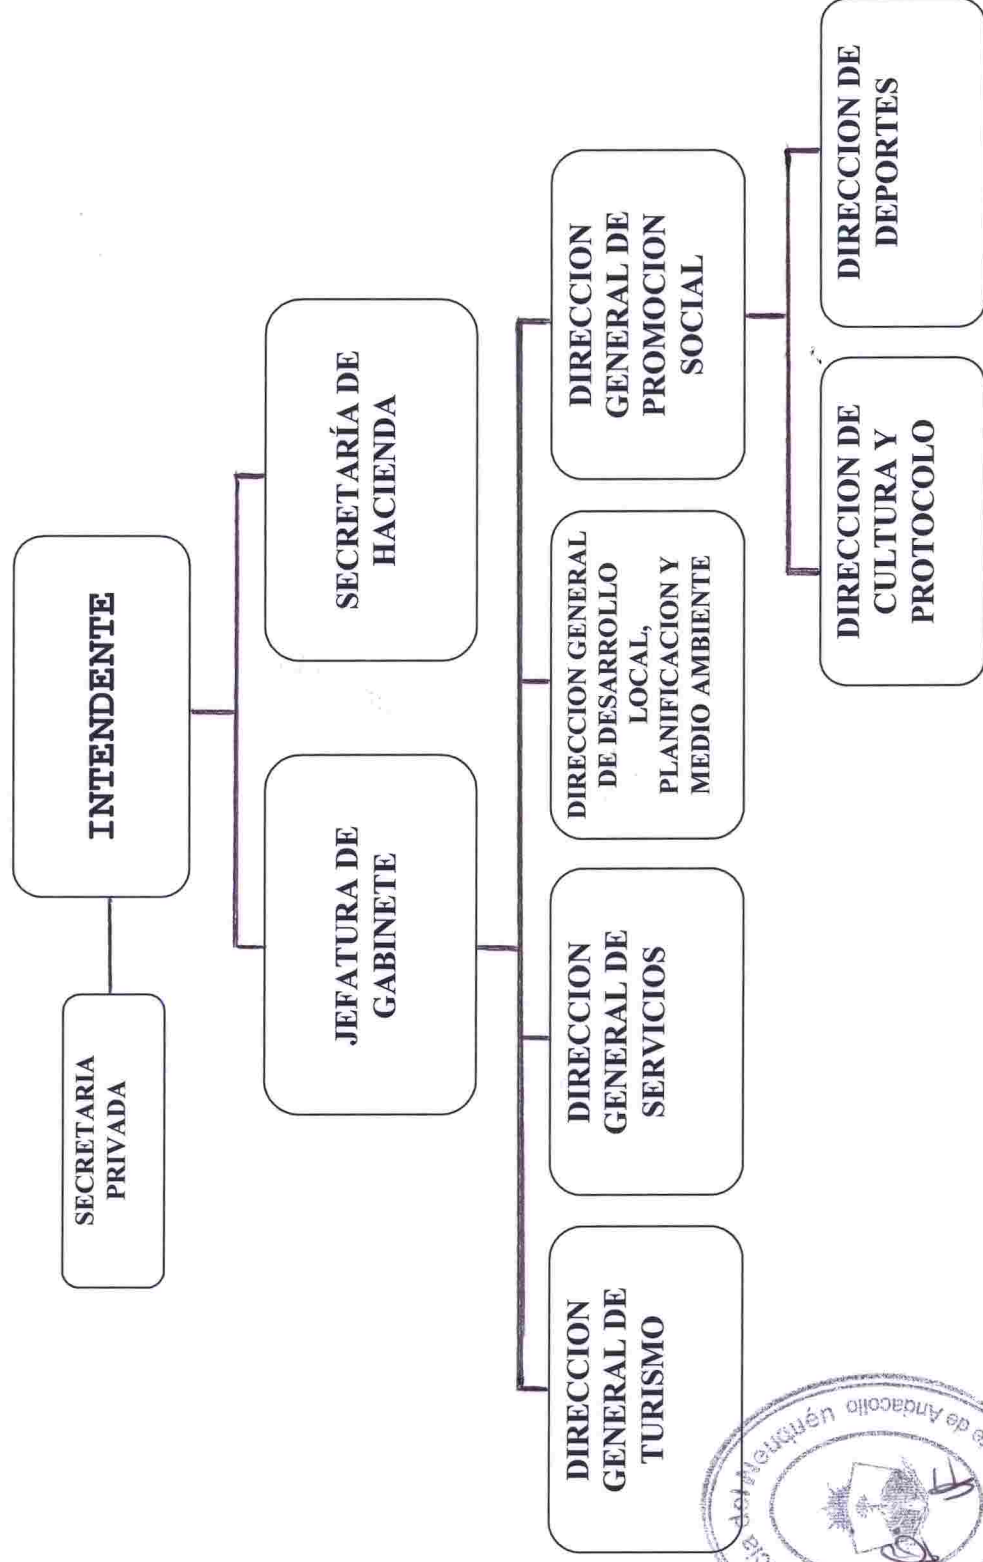 INTENDENTE
SECRETARIA
PRIVADA
JEFATURA DE
GABINETE
SECRETARÍA DE
HACIENDA
DIRECCION
GENERAL DE
TURISMO
DIRECCION
GENERAL DE
SERVICIOS
DIRECCION GENERAL
DE DESARROLLO
LOCAL,
PLANIFICACION Y
MEDIO AMBIENTE
DIRECCION
GENERAL DE
PROMOCION
SOCIAL
DIRECCION DE
CULTURA Y
PROTOCOLO
DIRECCION DE
DEPORTES
del Neuquén
de Andacollo